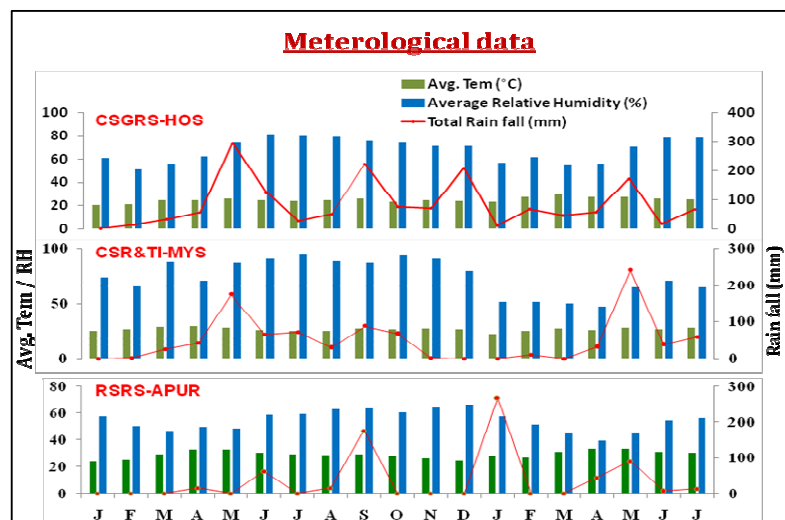 Meterological data
Avg. Tem (°C)
Average Relative Humidity (%)
Total Rain fall (mm)
CSGRS-HOS
100
80
60
40
20
0
400
300
200
100
0
CSR&TI-MYS
100
50
0
300
200
100
0
RSRS-APUR
80
60
40
20
0
300
200
100
0
Avg. Tem / RH
Rain fall (mm)
J F M A M J J A S O N D J F M A M J J